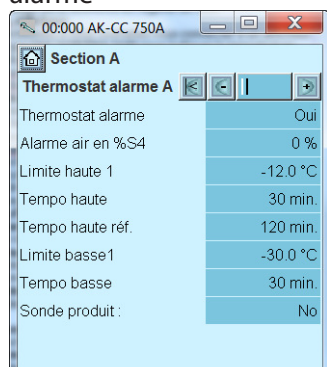 alarme
00:000 AK-CC 750A
Section A
Thermostat alarme A
Thermostat alarme Oui
Alarme air en %S4 0 %
Limite haute 1 -12.0 °C
Tempo haute 30 min.
Tempo haute réf. 120 min.
Limite basse1 -30.0 °C
Tempo basse 30 min.
Sonde produit : No